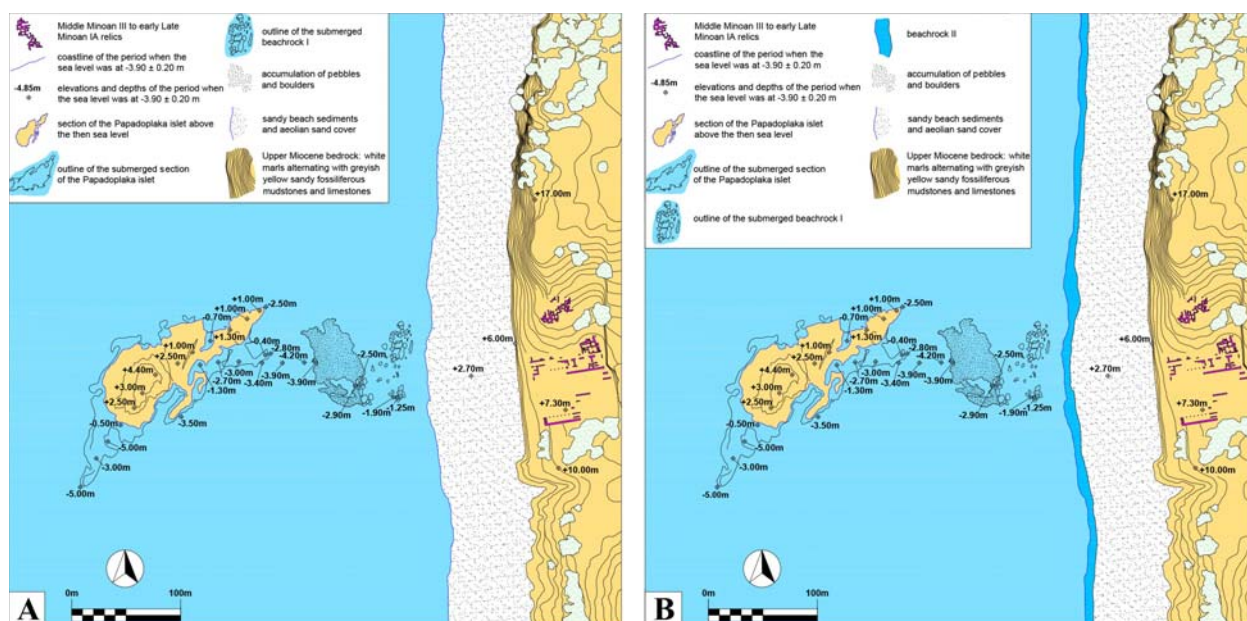 Middle Minoan III to early Late
Minoan IA relics
coastline of the period when the
sea level was at -3.90 ± 0.20 m
-4.85m
elevations and depths of the period when
the sea level was at -3.90 ± 0.20 m
section of the Papadoplaka islet above
the then sea level
outline of the submerged section
of the Papadoplaka islet
outline of the submerged
beachrock I
accumulation of pebbles
and boulders
sandy beach sediments
and aeolian sand cover
Upper Miocene bedrock: white
marls alternating with greyish
yellow sandy fossiliferous
mudstones and limestones
+17.00m
+1.00m
-2.50m
+1.00m
-0.70m
+1.30m
-0.40m
+6.00m
+1.00m
-2.80m
+2.50m
-4.20m
-2.50m
+4.40m
-3.00m
-3.90m
+2.70m
+3.00m
-2.70m
-3.40m
-3.90m
-1.30m
+2.50m
-1.25m
-2.90m
-1.90m
+7.30m
-0.50m
-3.50m
-5.00m
-3.00m
+10.00m
-5.00m
0m
100m
A
Middle Minoan III to early Late
Minoan IA relics
coastline of the period when the
sea level was at -3.90 ± 0.20 m
-4.85m
elevations and depths of the period when
the sea level was at -3.90 ± 0.20 m
section of the Papadoplaka islet
above the then sea level
outline of the submerged section
of the Papadoplaka islet
outline of the submerged beachrock I
beachrock II
accumulation of pebbles
and boulders
sandy beach sediments
and aeolian sand cover
Upper Miocene bedrock: white
marls alternating with greyish
yellow sandy fossiliferous
mudstones and limestones
+17.00m
+1.00m
-2.50m
+1.00m
-0.70m
+1.30m
-0.40m
+6.00m
+1.00m
-2.80m
+2.50m
-4.20m
-2.50m
+4.40m
-3.00m
-3.90m
+2.70m
+3.00m
-2.70m
-3.40m
-3.90m
-1.30m
+2.50m
-1.25m
-2.90m
-1.90m
+7.30m
-0.50m
-3.50m
-5.00m
-3.00m
+10.00m
-5.00m
0m
100m
B